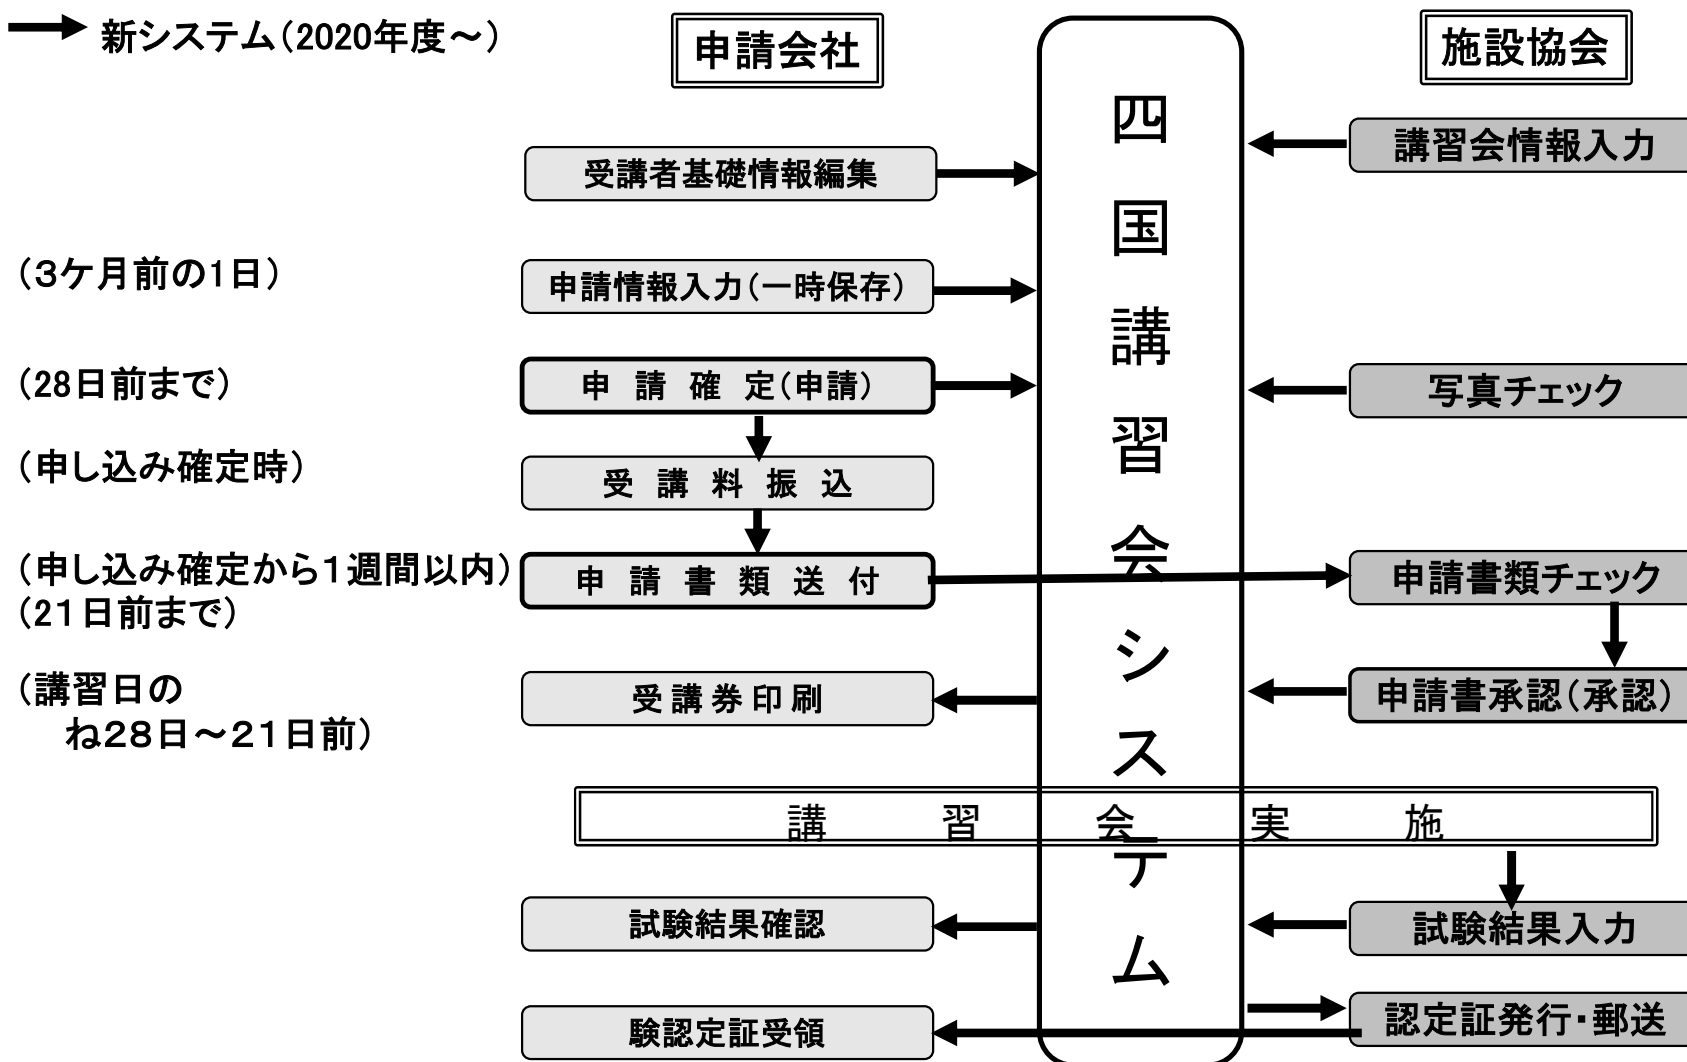 新システム(2020年度～)
申請会社
施設協会
四国講習会システム
講習会情報入力
受講者基礎情報編集
(3ケ月前の1日)
申請情報入力(一時保存)
(28日前まで)
申請確定(申請)
写真チェック
(申し込み確定時)
受講料振込
(申し込み確定から1週間以内)
(21日前まで)
申請書類送付
申請書類チェック
(講習日の
ね28日～21日前)
受講券印刷
申請書承認(承認)
講習会実施
試験結果確認
試験結果入力
験認定証受領
認定証発行・郵送